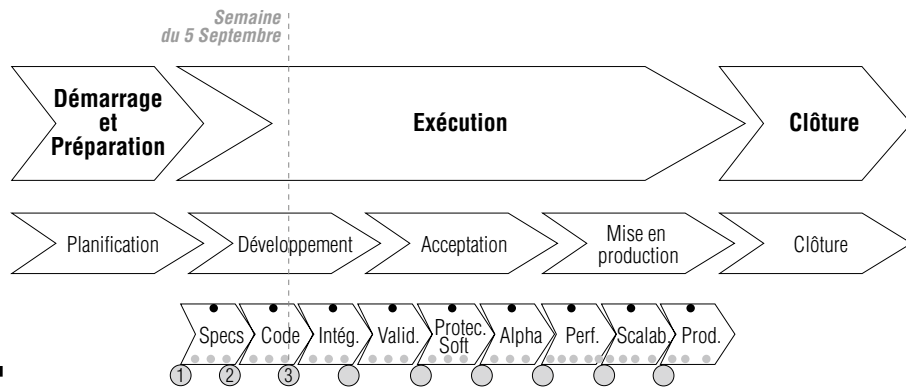 Semaine
du 5 Septembre
Démarrage
et
Préparation
Exécution
Clôture
Planification
Développement
Acceptation
Mise en
production
Clôture
Specs
Code
Intég.
Valid.
Protec.
Soft
Alpha
Perf.
Scalab.
Prod.
1
2
3